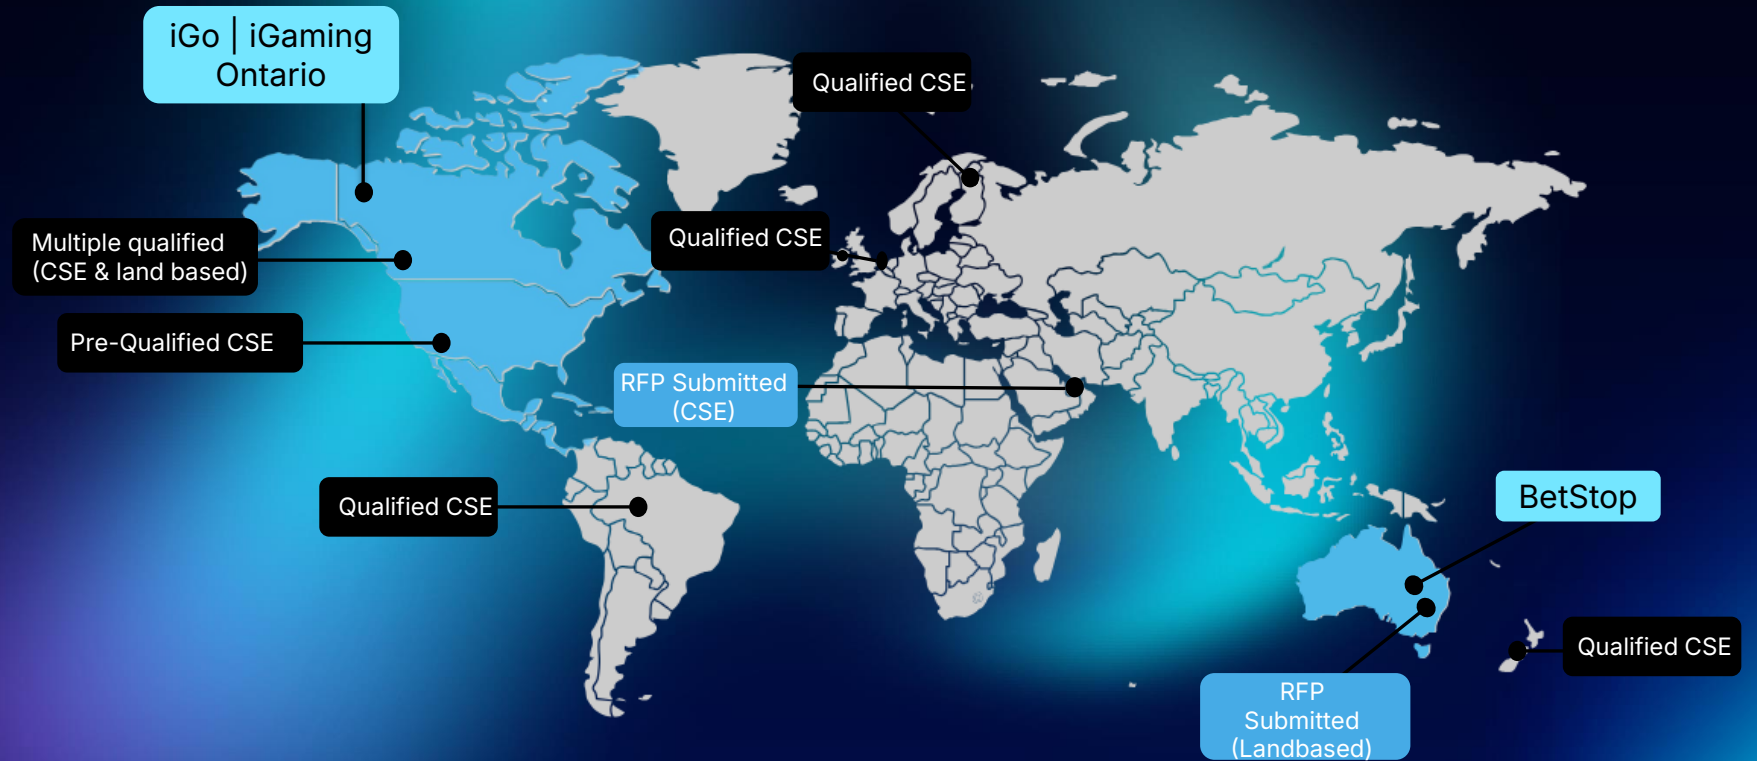 iGo | iGaming
Ontario
Qualified CSE
Multiple qualified
(CSE & land based)
Qualified CSE
Pre-Qualified CSE
RFP Submitted
(CSE)
Qualified CSE
BetStop
Qualified CSE
RFP
Submitted
(Landbased)